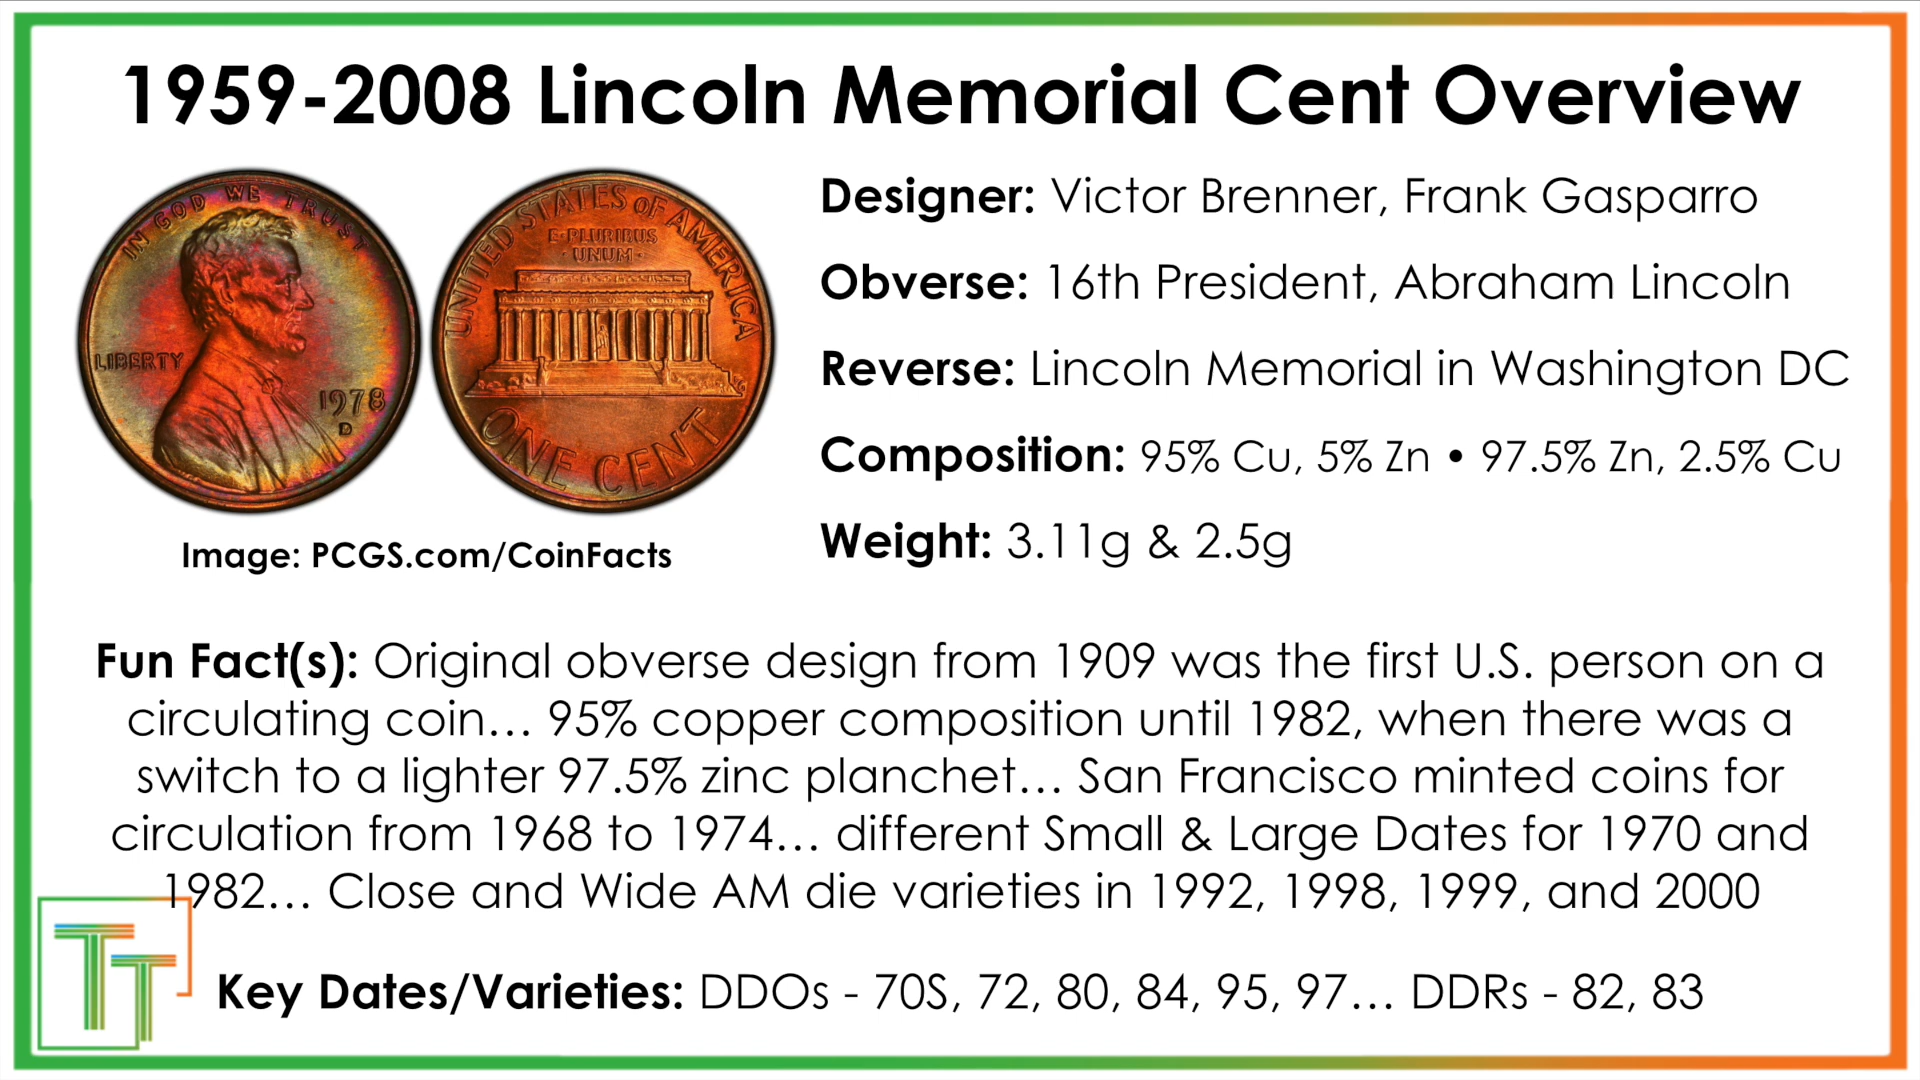 1959-2008 Lincoln Memorial Cent Overview
IN GOD WE TRUST
LIBERTY
1978
D
UNITED STATES OF AMERICA
E·PLURIBUS
·UNUM·
ONE CENT
Image: PCGS.com/CoinFacts
Designer: Victor Brenner, Frank Gasparro
Obverse: 16th President, Abraham Lincoln
Reverse: Lincoln Memorial in Washington DC
Composition: 95% Cu, 5% Zn • 97.5% Zn, 2.5% Cu
Weight: 3.11g & 2.5g
Fun Fact(s): Original obverse design from 1909 was the first U.S. person on a
circulating coin... 95% copper composition until 1982, when there was a
switch to a lighter 97.5% zinc planchet... San Francisco minted coins for
circulation from 1968 to 1974... different Small & Large Dates for 1970 and
1982... Close and Wide AM die varieties in 1992, 1998, 1999, and 2000
TT
Key Dates/Varieties: DDOs - 70S, 72, 80, 84, 95, 97... DDRs - 82, 83